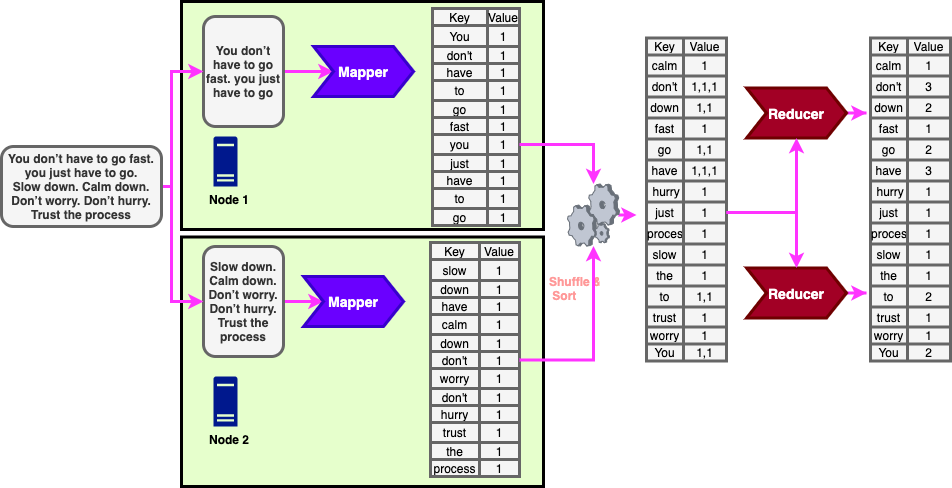 You don't have to go fast.
you just have to go.
Slow down. Calm down.
Don't worry. Don't hurry.
Trust the process
You don't
have to go
fast. you just
have to go
Mapper
Node 1
Key Value
You 1
don't 1
have 1
to 1
go 1
fast 1
you 1
just 1
have 1
to 1
go 1
Slow down.
Calm down.
Don't worry.
Don't hurry.
Trust the
process
Mapper
Node 2
Key Value
slow 1
down 1
have 1
calm 1
down 1
don't 1
worry 1
don't 1
hurry 1
trust 1
the 1
process 1
Shuffle &
Sort
Key Value
calm 1
don't 1,1,1
down 1,1
fast 1
go 1,1
have 1,1,1
hurry 1
just 1
proces 1
slow 1
the 1
to 1,1
trust 1
worry 1
You 1,1
Reducer
Reducer
Key Value
calm 1
don't 3
down 2
fast 1
go 2
have 3
hurry 1
just 1
proces 1
slow 1
the 1
to 2
trust 1
worry 1
You 2